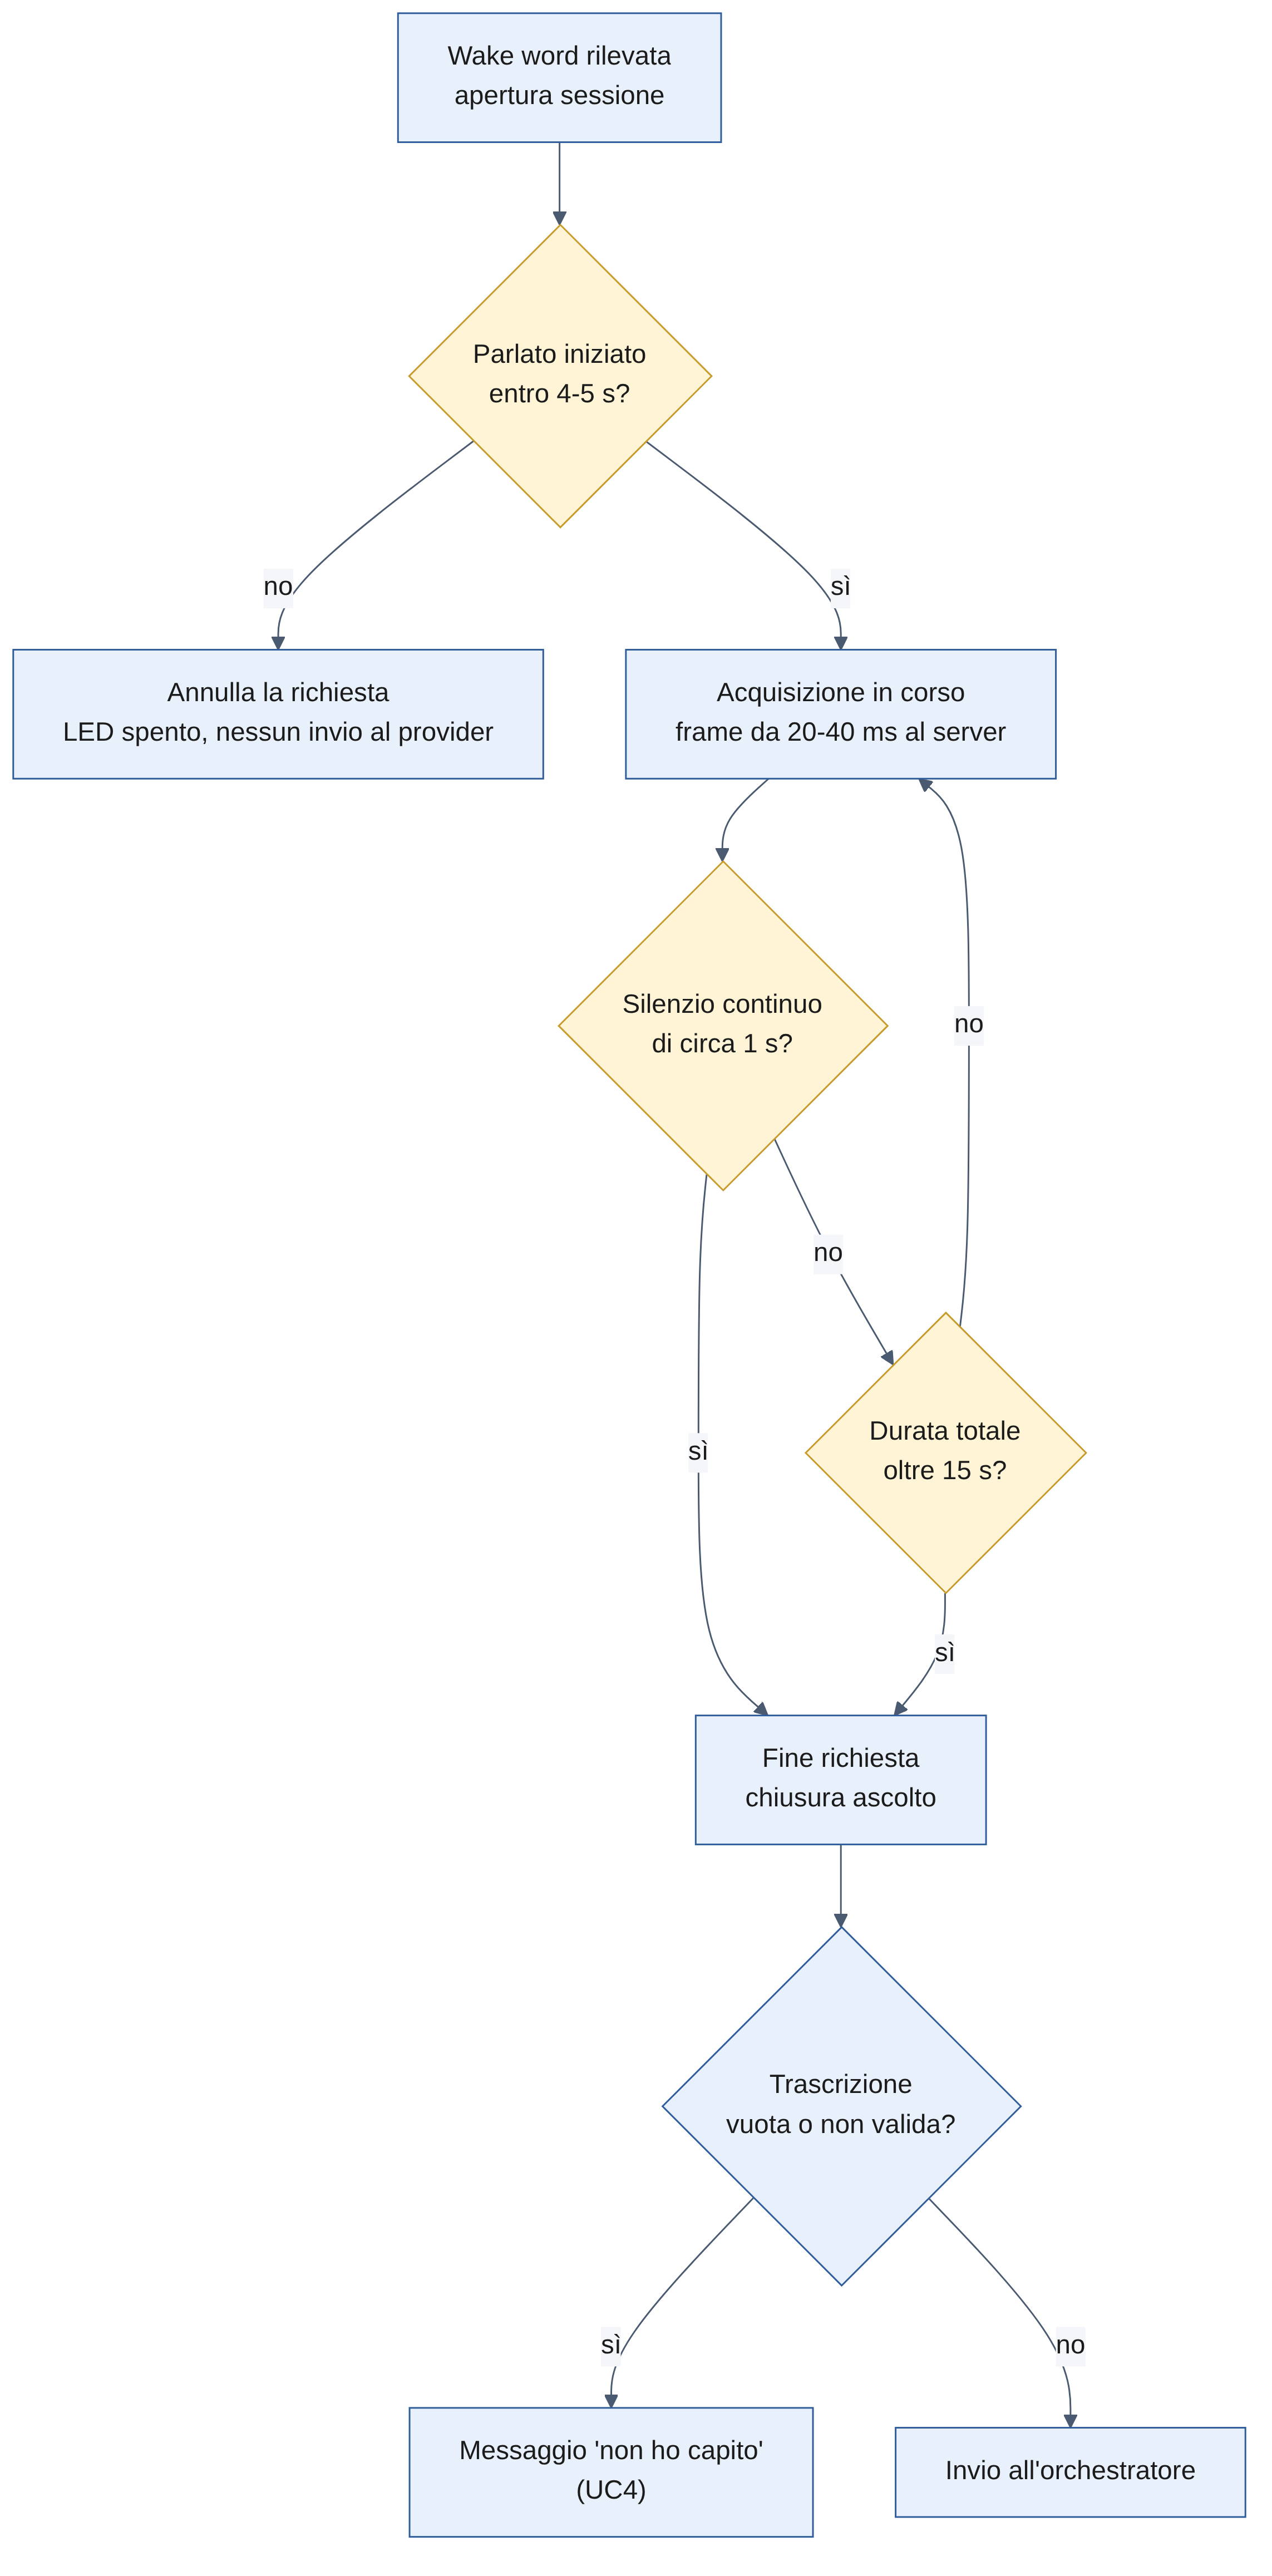 Wake word rilevata
apertura sessione
Parlato iniziato
entro 4-5 s?
no
sì
Annulla la richiesta
LED spento, nessun invio al provider
Acquisizione in corso
frame da 20-40 ms al server
Silenzio continuo
di circa 1 s?
no
no
sì
Durata totale
oltre 15 s?
sì
Fine richiesta
chiusura ascolto
Trascrizione
vuota o non valida?
sì
no
Messaggio 'non ho capito'
(UC4)
Invio all'orchestratore